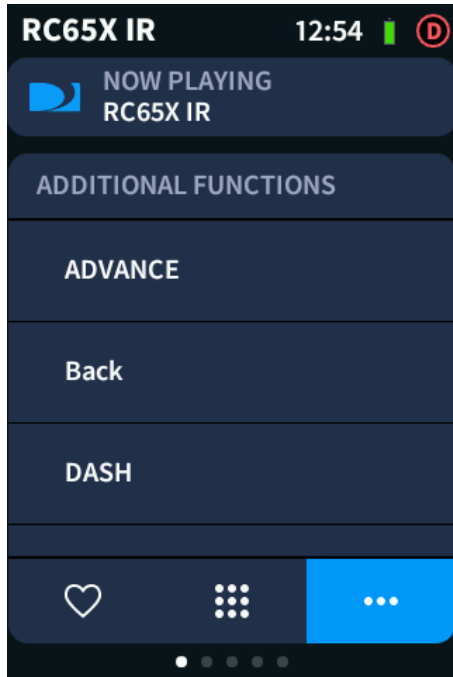 RC65X IR 12:54 D
NOW PLAYING
RC65X IR
ADDITIONAL FUNCTIONS
ADVANCE
Back
DASH